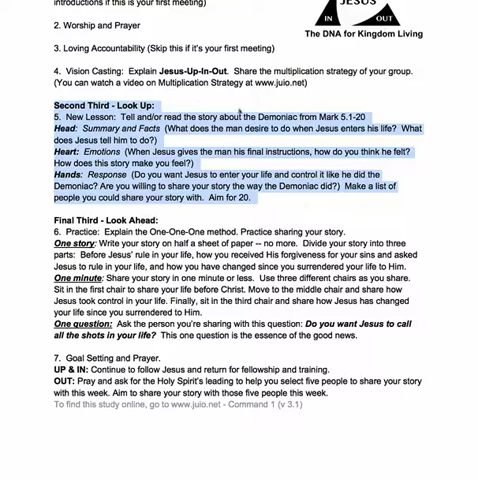 introductions if this is your first meeting)
JESUS
IN OUT
The DNA for Kingdom Living
2. Worship and Prayer
3. Loving Accountability (Skip this if it's your first meeting)
4. Vision Casting: Explain Jesus-Up-In-Out. Share the multiplication strategy of your group.
(You can watch a video on Multiplication Strategy at www.juio.net)
Second Third - Look Up:
5. New Lesson: Tell and/or read the story about the Demoniac from Mark 5.1-20
Head: Summary and Facts (What does the man desire to do when Jesus enters his life? What
does Jesus tell him to do?)
Heart: Emotions (When Jesus gives the man his final instructions, how do you think he felt?
How does this story make you feel?)
Hands: Response (Do you want Jesus to enter your life and control it like he did the
Demoniac? Are you willing to share your story the way the Demoniac did?) Make a list of
people you could share your story with. Aim for 20.
Final Third - Look Ahead:
6. Practice: Explain the One-One-One method. Practice sharing your story.
One story: Write your story on half a sheet of paper -- no more. Divide your story into three
parts: Before Jesus' rule in your life, how you received His forgiveness for your sins and asked
Jesus to rule in your life, and how you have changed since you surrendered your life to Him.
One minute: Share your story in one minute or less. Use three different chairs as you share.
Sit in the first chair to share your life before Christ. Move to the middle chair and share how
Jesus took control in your life. Finally, sit in the third chair and share how Jesus has changed
your life since you surrendered to Him.
One question: Ask the person you're sharing with this question: Do you want Jesus to call
all the shots in your life? This one question is the essence of the good news.
7. Goal Setting and Prayer.
UP & IN: Continue to follow Jesus and return for fellowship and training.
OUT: Pray and ask for the Holy Spirit's leading to help you select five people to share your story
with this week. Aim to share your story with those five people this week.
To find this study online, go to www.juio.net - Command 1 (v 3.1)